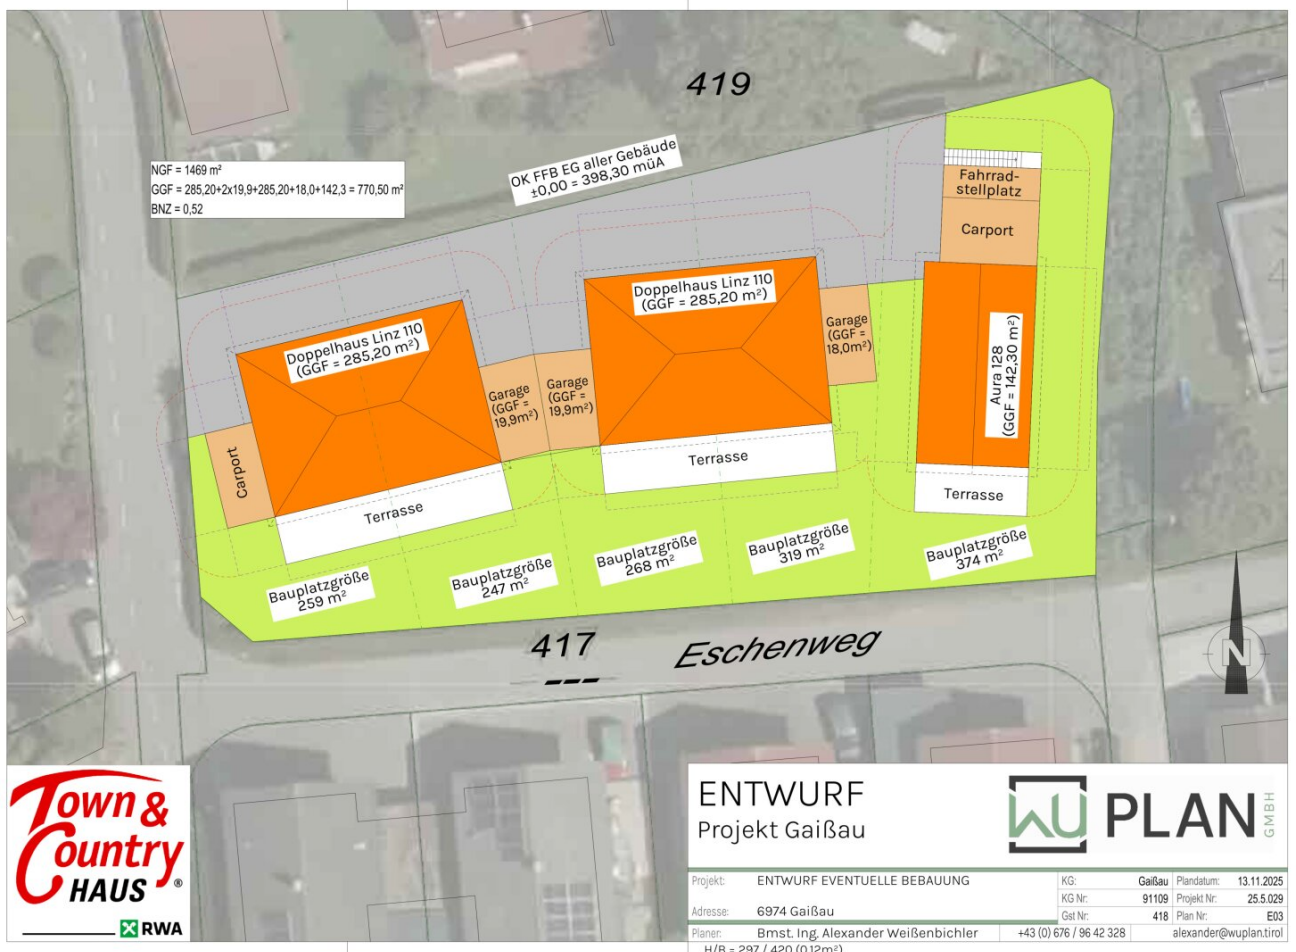 419
NGF = 1469 m²
GGF = 285,20+2x19,9+285,20+18,0+142,3 = 770,50 m²
BNZ = 0,52
OK FFB EG aller Gebäude
±0,00 = 398,30 müA
Fahrrad-
stellplatz
Carport
Doppelhaus Linz 110
(GGF = 285,20 m²)
Doppelhaus Linz 110
(GGF = 285,20 m²)
Garage
(GGF =
18,0m²)
Aura 128
(GGF = 142,30 m²)
Garage
(GGF =
19,9m²)
Garage
(GGF =
19,9m²)
Carport
Terrasse
Terrasse
Terrasse
Bauplatzgröße
259 m²
Bauplatzgröße
247 m²
Bauplatzgröße
268 m²
Bauplatzgröße
319 m²
Bauplatzgröße
374 m²
417
Eschenweg
N
Town &
Country
HAUS ®
RWA
ENTWURF
Projekt Gaißau
WU PLAN GMBH
Projekt: ENTWURF EVENTUELLE BEBAUUNG
Adresse: 6974 Gaißau
KG: Gaißau Plandatum: 13.11.2025
KG Nr: 91109 Projekt Nr: 25.5.029
Gst Nr: 418 Plan Nr: E03
Planer: Bmst. Ing. Alexander Weißenbichler +43 (0) 676 / 96 42 328 alexander@wuplan.tirol
H/B = 297 / 420 (0.12m²)